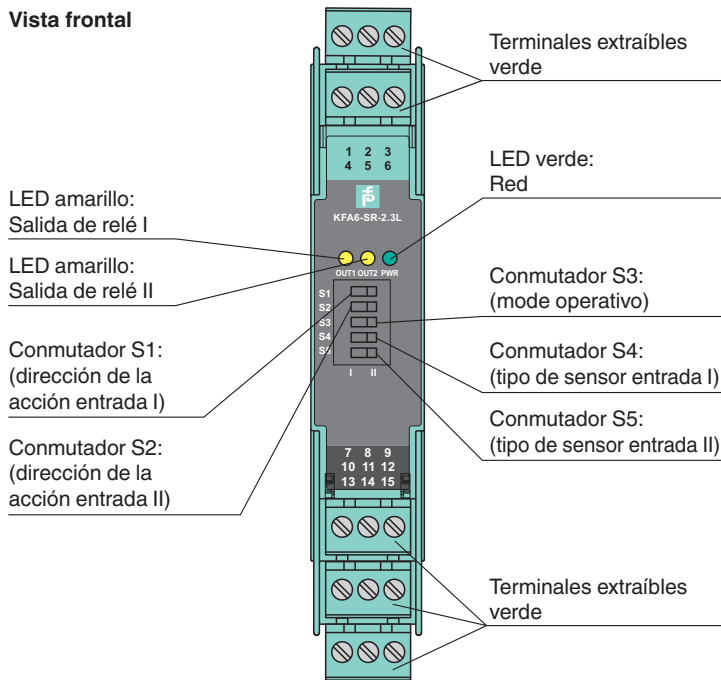 Vista frontal
Terminales extraíbles
verde
1 2 3
4 5 6
LED verde:
Red
KFA6-SR-2.3L
LED amarillo:
Salida de relé I
LED amarillo:
Salida de relé II
OUT1 OUT2 PWR
S1
S2
S3
S4
S5
I II
Conmutador S3:
(mode operativo)
Conmutador S1:
(dirección de la
acción entrada I)
Conmutador S4:
(tipo de sensor entrada I)
Conmutador S5:
(tipo de sensor entrada II)
Conmutador S2:
(dirección de la
acción entrada II)
7 8 9
10 11 12
13 14 15
Terminales extraíbles
verde